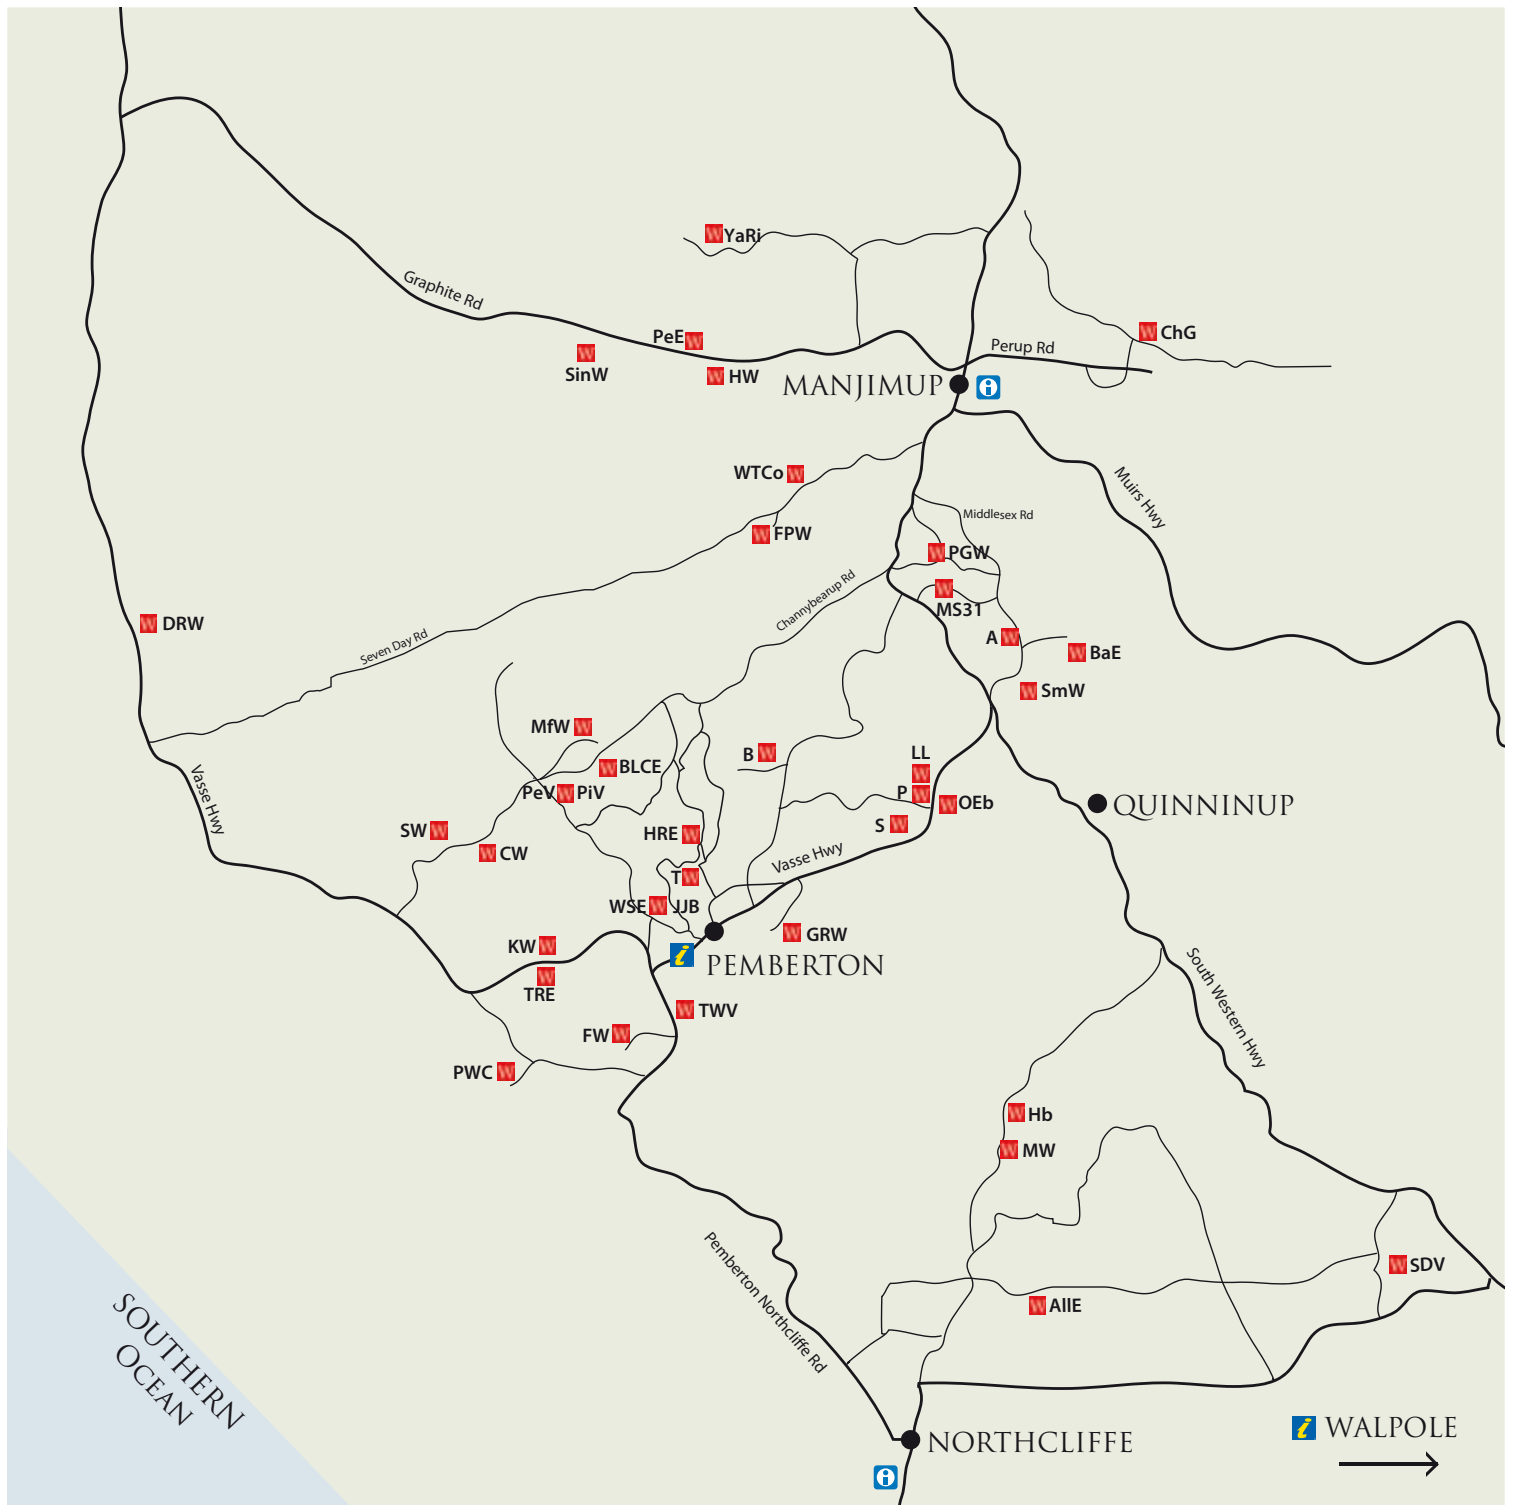 YaRi
Graphite Rd
PeE
SinW
HW
ChG
Perup Rd
MANJIMUP
WTCo
FPW
Muirs Hwy
Middlesex Rd
PGW
Channybearup Rd
MS31
DRW
Seven Day Rd
A
BaE
SmW
MfW
BLCE
B
LL
PeV
PiV
P
OEb
QUINNINUP
Vasse Hwy
SW
CW
HRE
S
Vasse Hwy
T
WSE
JJB
GRW
KW
PEMBERTON
TRE
TWV
FW
PWC
South Western Hwy
Hb
MW
Pemberton Northcliffe Rd
SDV
AllE
SOUTHERN
OCEAN
WALPOLE
NORTHCLIFFE